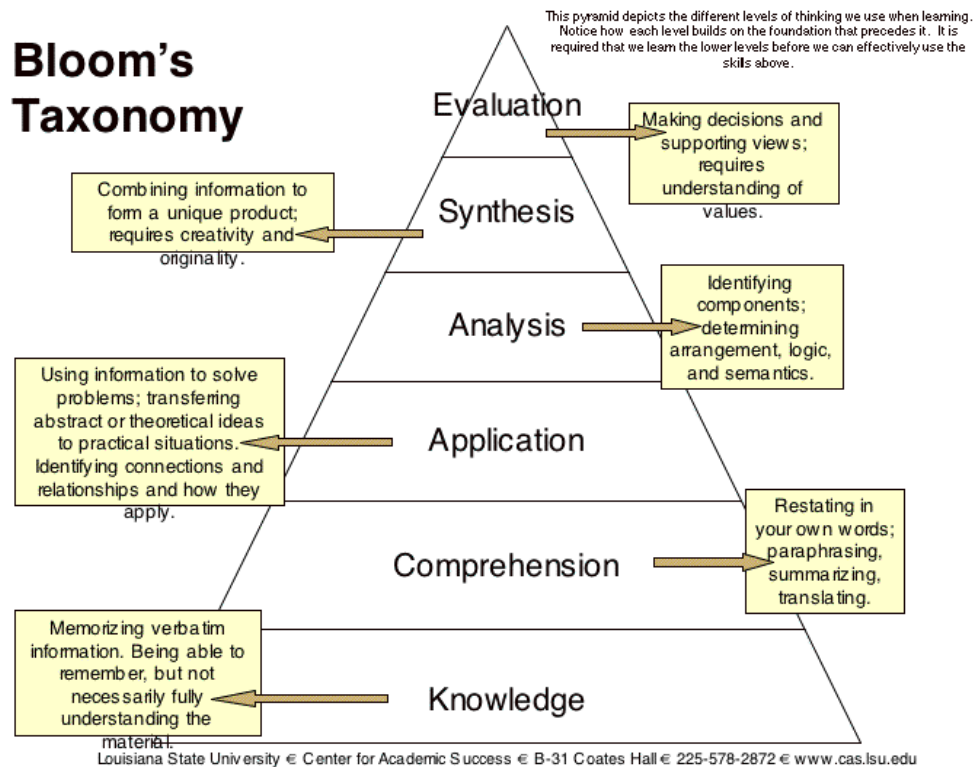 This pyramid depicts the different levels of thinking we use when learning.
Notice how each level builds on the foundation that precedes it. It is
required that we learn the lower levels before we can effectively use the
skills above.
Bloom's
Taxonomy
Evaluation
Making decisions and
supporting views;
requires
understanding of
values.
Combining information to
form a unique product;
requires creativity and
originality.
Synthesis
Identifying
components;
determining
arrangement, logic,
and semantics.
Analysis
Using information to solve
problems; transferring
abstract or theoretical ideas
to practical situations.
Identifying connections and
relationships and how they
apply.
Application
Restating in
your own words;
paraphrasing,
summarizing,
translating.
Comprehension
Memorizing verbatim
information. Being able to
remember, but not
necessarily fully
understanding the
material.
Knowledge
Louisiana State University € Center for Academic Success € B-31 Coates Hall € 225-578-2872 € www.cas.lsu.edu